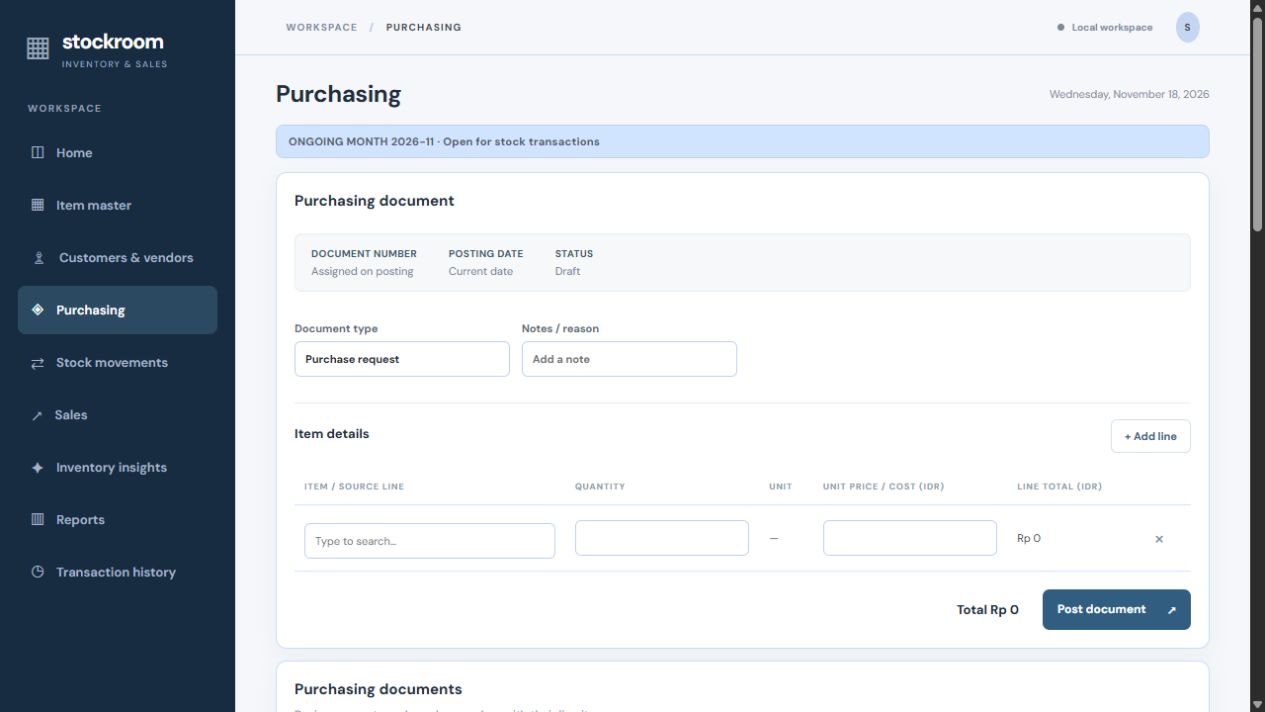 stockroom
INVENTORY & SALES
WORKSPACE
Home
Item master
Customers & vendors
Purchasing
Stock movements
Sales
Inventory insights
Reports
Transaction history
WORKSPACE / PURCHASING
Local workspace
S
Purchasing
Wednesday, November 18, 2026
ONGOING MONTH 2026-11 · Open for stock transactions
Purchasing document
DOCUMENT NUMBER POSTING DATE STATUS
Assigned on posting Current date Draft
Document type Notes / reason
Purchase request Add a note
Item details
+ Add line
ITEM / SOURCE LINE QUANTITY UNIT UNIT PRICE / COST (IDR) LINE TOTAL (IDR)
Type to search... — Rp 0 ×
Total Rp 0 Post document ↗
Purchasing documents